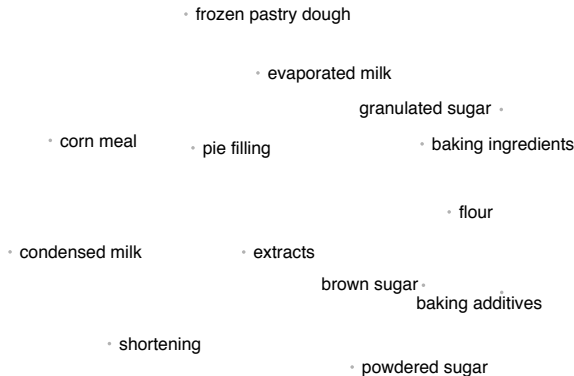 frozen pastry dough
evaporated milk
granulated sugar
corn meal
pie filling
baking ingredients
flour
condensed milk
extracts
brown sugar
baking additives
shortening
powdered sugar